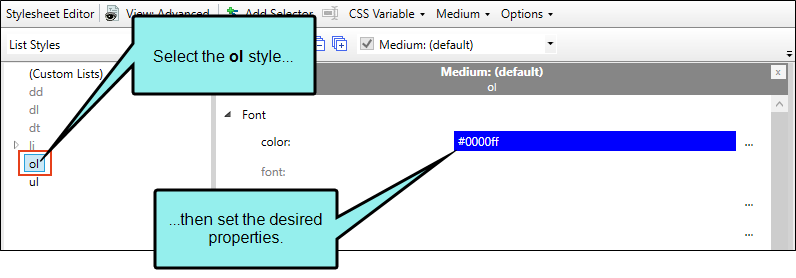 Stylesheet Editor View: Advanced Add Selector CSS Variable Medium Options
List Styles Medium: (default)
Select the ol style...
(Custom Lists) Medium: (default)
dd ol
dl Font
dt color: #0000ff ...
li font:
ol
ul
...then set the desired ...
properties. ...